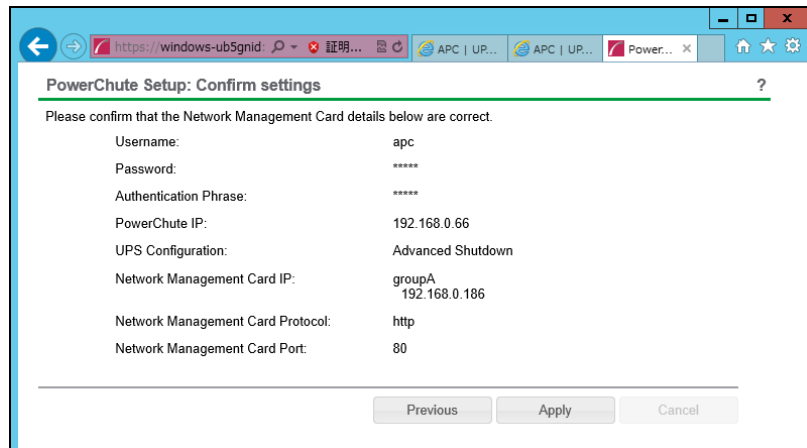 https://windows-ub5gnid: 証明... APC | UP... APC | UP... Power...
PowerChute Setup: Confirm settings ?
Please confirm that the Network Management Card details below are correct.
Username: apc
Password: *****
Authentication Phrase: *****
PowerChute IP: 192.168.0.66
UPS Configuration: Advanced Shutdown
Network Management Card IP: groupA
192.168.0.186
Network Management Card Protocol: http
Network Management Card Port: 80
Previous Apply Cancel